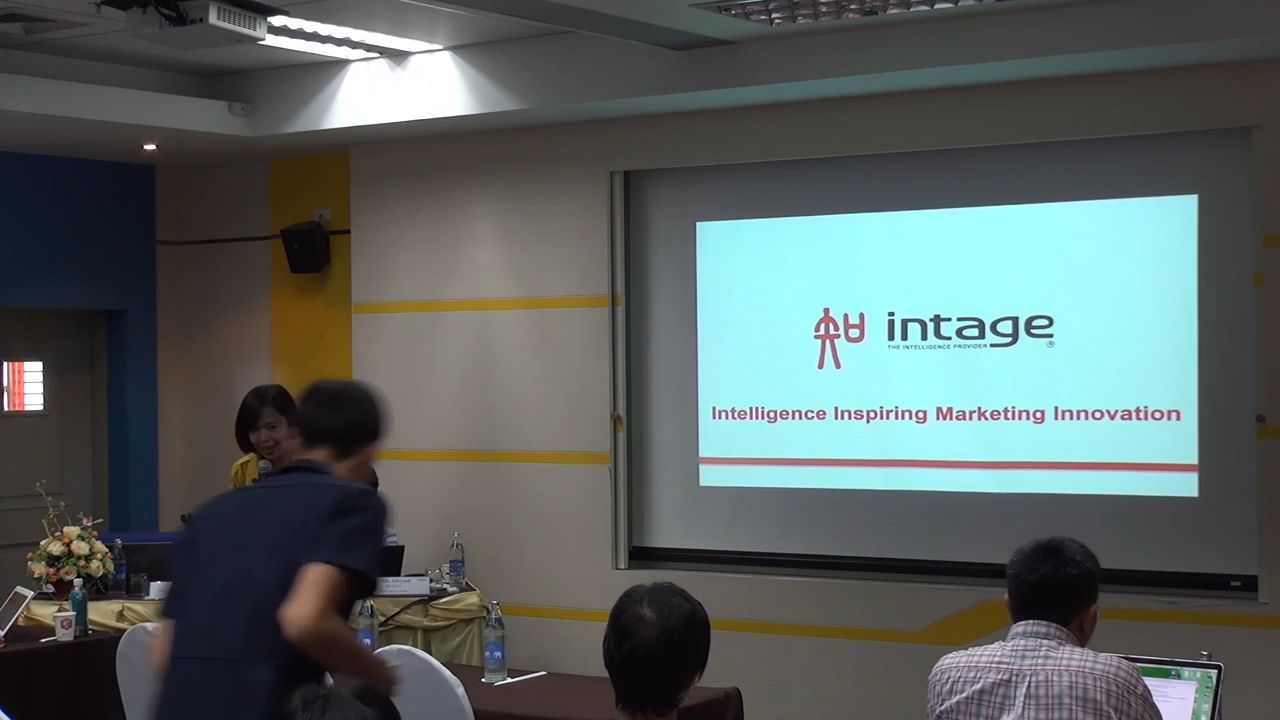 intage
THE INTELLIGENCE PROVIDER
®
Intelligence Inspiring Marketing Innovation